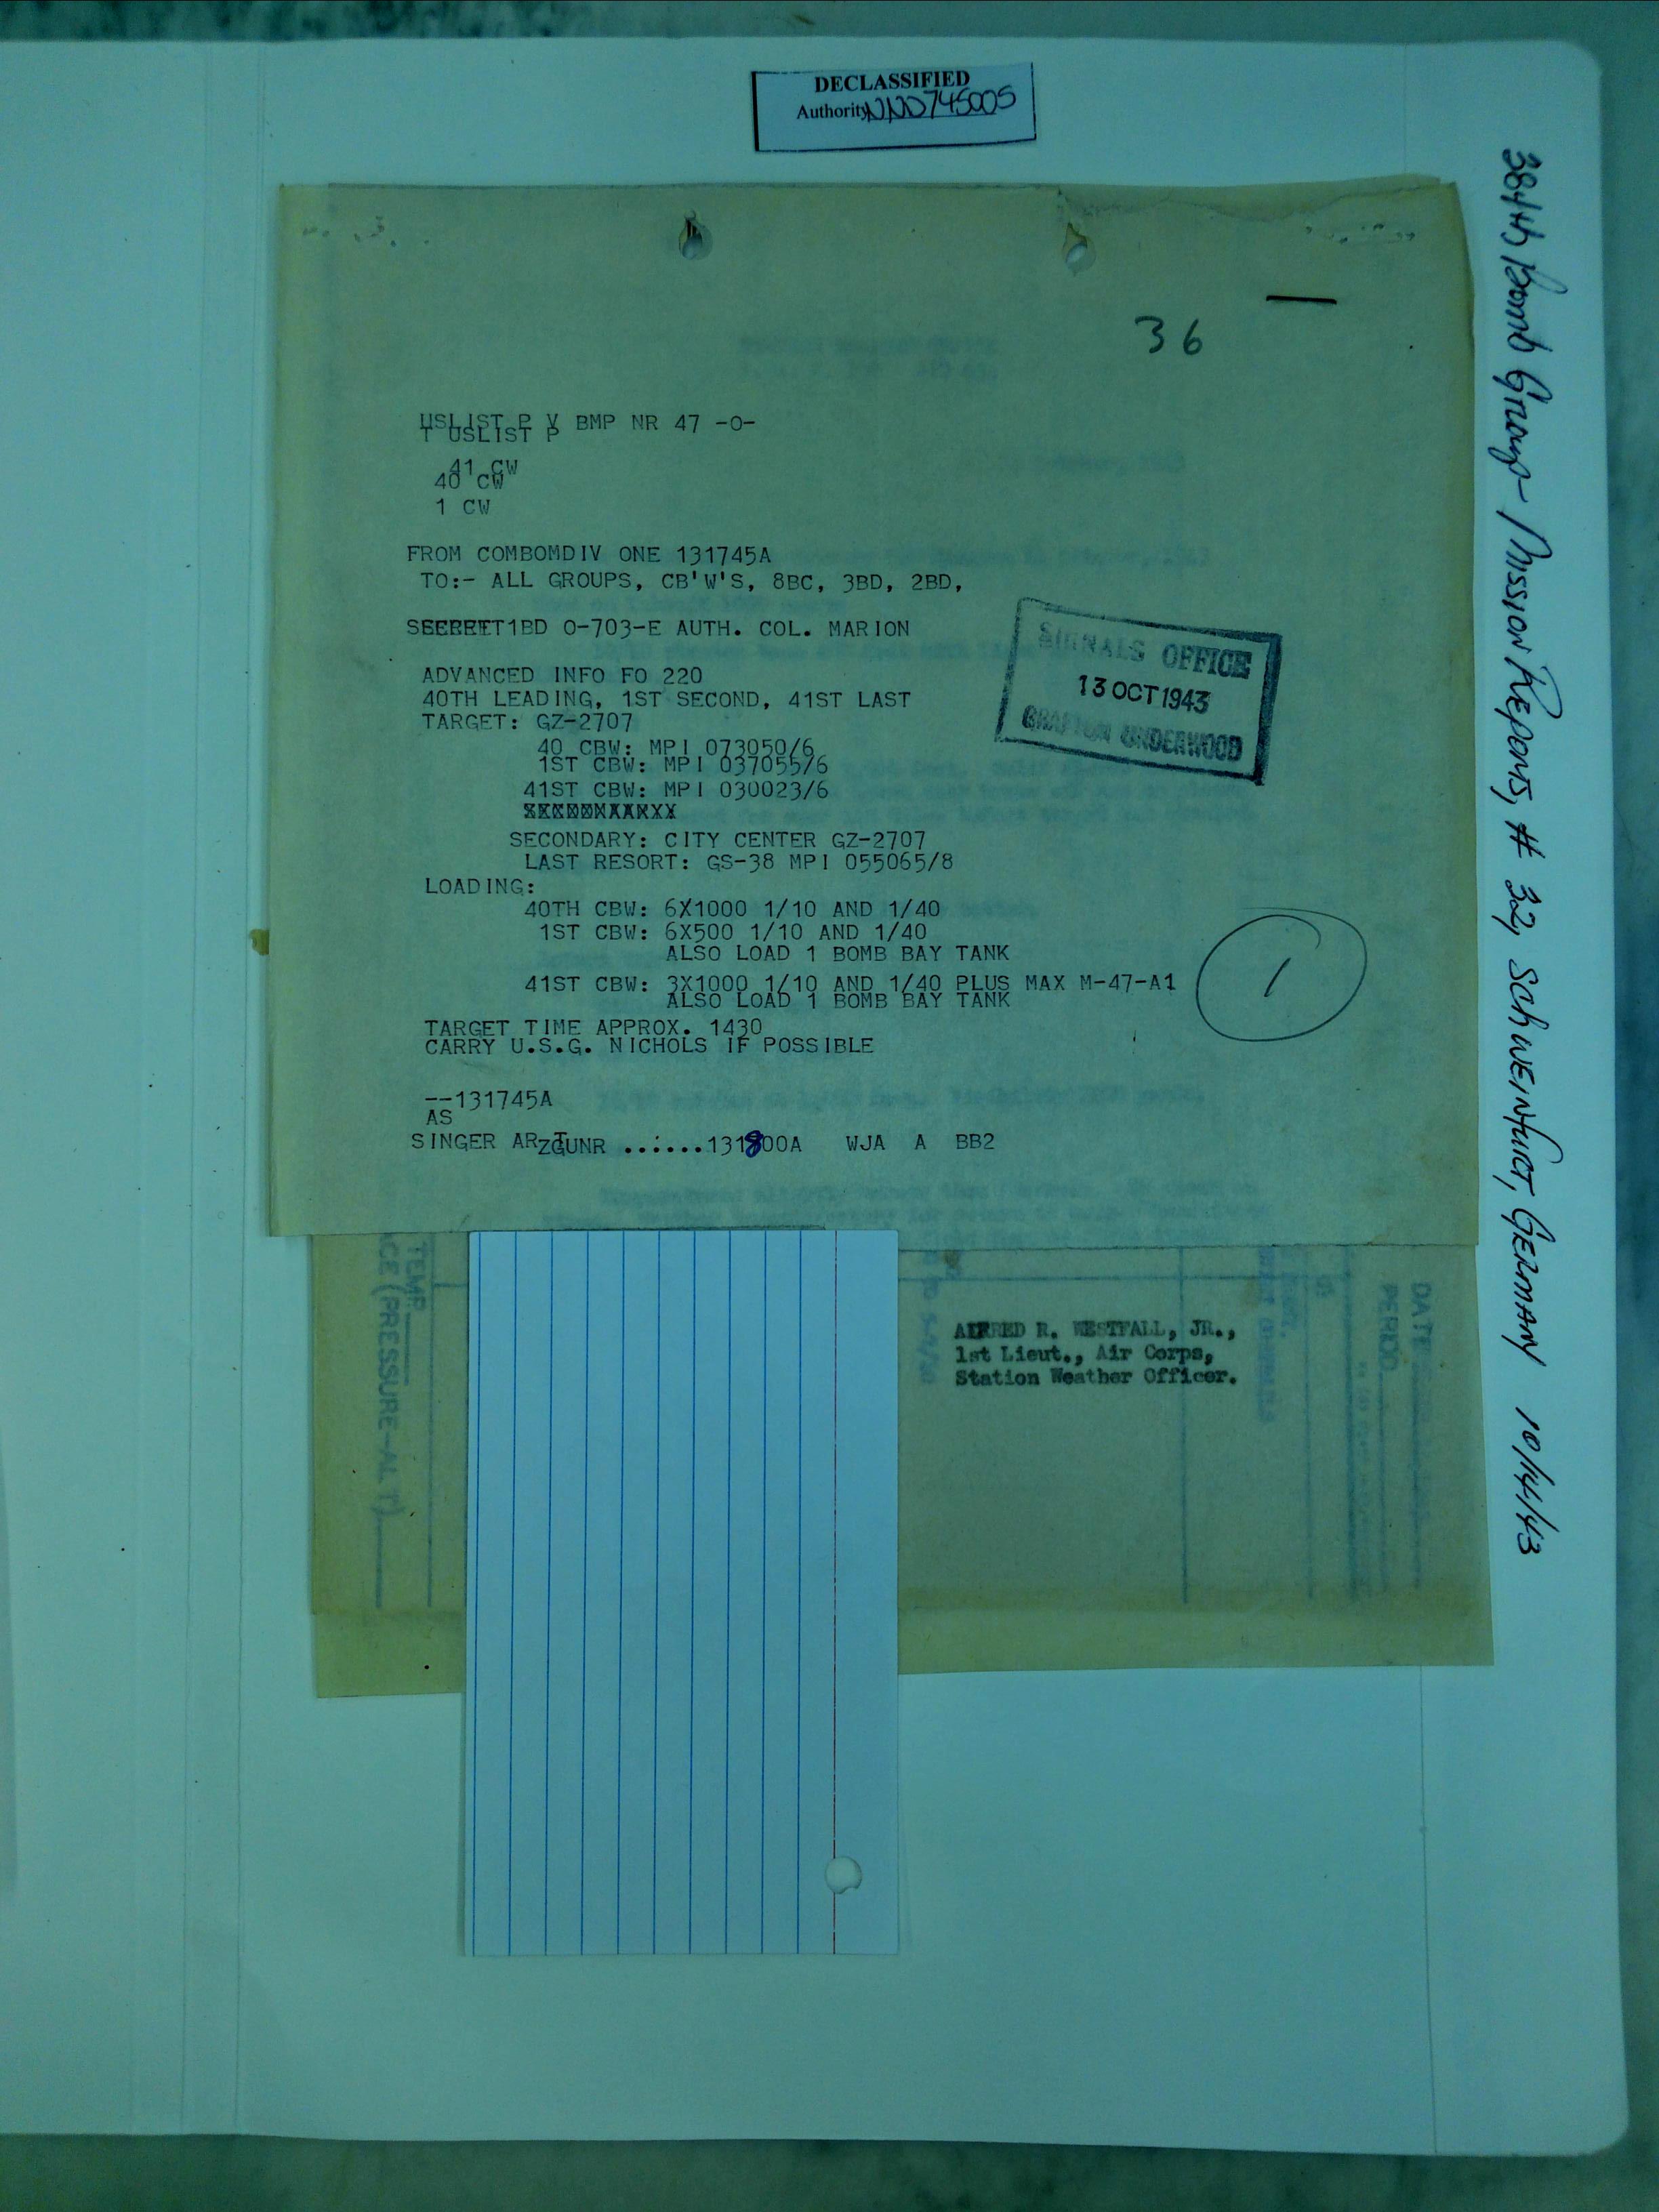 DECLASSIFIED
Authority NND745005
384th Bomb Group - Mission Reports, # 32, Schweinfurt, Germany 10/14/43
36
USLIST P V BMP NR 47 -O-
T USLIST P
41 CW
40 CW
1 CW
FROM COMBOMDIV ONE 131745A
TO:- ALL GROUPS, CB'W'S, 8BC, 3BD, 2BD,
SECRET 1BD O-703-E AUTH. COL. MARION
SIGNALS OFFICE
13 OCT 1943
GRAFTON UNDERWOOD
ADVANCED INFO FO 220
40TH LEADING, 1ST SECOND, 41ST LAST
TARGET: GZ-2707
40 CBW: MPI 073050/6
1ST CBW: MPI 037055/6
41ST CBW: MPI 030023/6
SECONDARY: CITY CENTER GZ-2707
LAST RESORT: GS-38 MPI 055065/8
LOADING:
40TH CBW: 6X1000 1/10 AND 1/40
1ST CBW: 6X500 1/10 AND 1/40
ALSO LOAD 1 BOMB BAY TANK
41ST CBW: 3X1000 1/10 AND 1/40 PLUS MAX M-47-A1
ALSO LOAD 1 BOMB BAY TANK
1
TARGET TIME APPROX. 1430
CARRY U.S.G. NICHOLS IF POSSIBLE
--131745A
AS
SINGER AR T
ZGUNR ..:...131800A WJA A BB2
ALFRED R. WESTFALL, JR.,
1st Lieut., Air Corps,
Station Weather Officer.
TEMP
(PRESSURE-AL T)
DATE
PERIOD